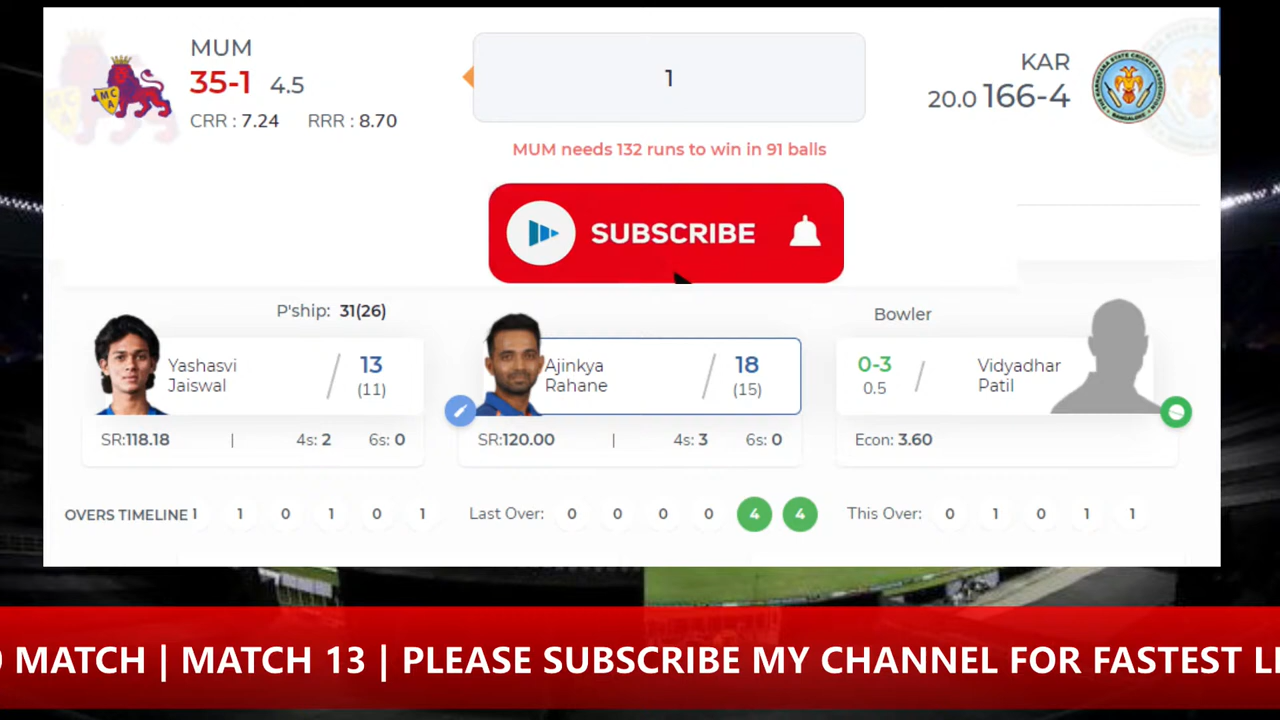 MUM
35-1 4.5
CRR : 7.24 RRR : 8.70
1
MUM needs 132 runs to win in 91 balls
KAR
20.0 166-4
MCA
SUBSCRIBE
P'ship: 31(26)
Yashasvi
Jaiswal
13
(11)
SR:118.18 | 4s: 2 6s: 0
Ajinkya
Rahane
18
(15)
SR:120.00 | 4s: 3 6s: 0
Bowler
0-3
0.5
Vidyadhar
Patil
Econ: 3.60
OVERS TIMELINE 1 1 0 1 0 1 Last Over: 0 0 0 0 4 4 This Over: 0 1 0 1 1
MATCH | MATCH 13 | PLEASE SUBSCRIBE MY CHANNEL FOR FASTEST